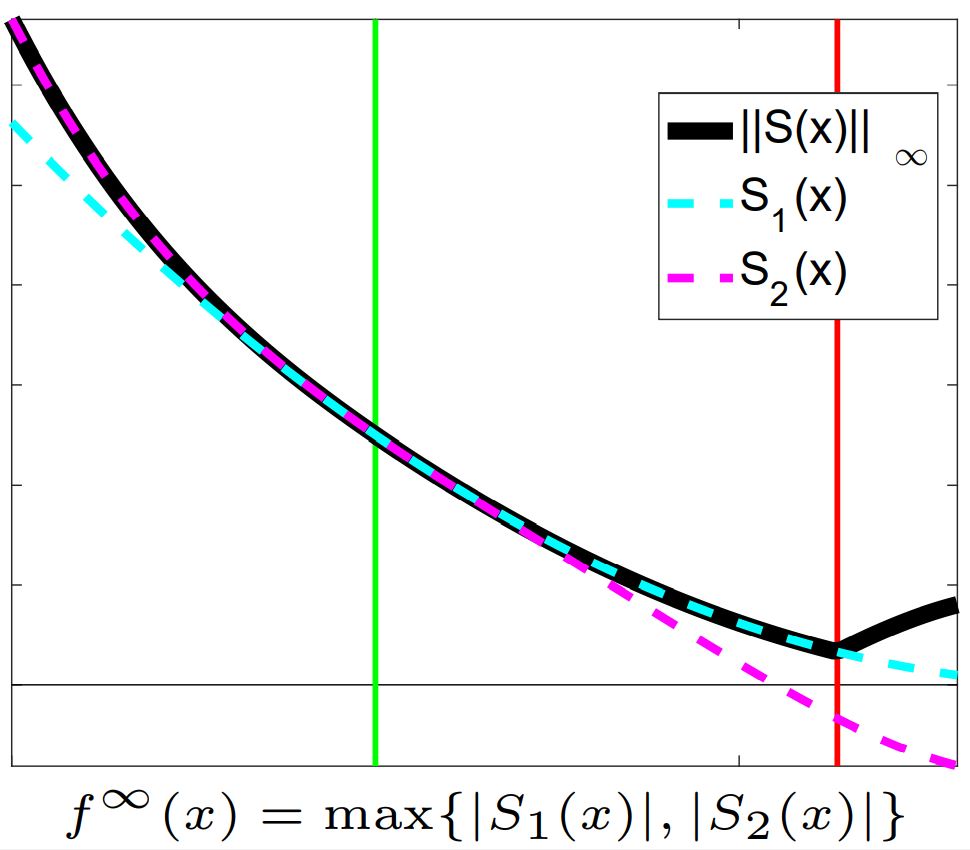 ||S(x)||∞
S1(x)
S2(x)
f∞(x) = max{|S1(x)|, |S2(x)|}